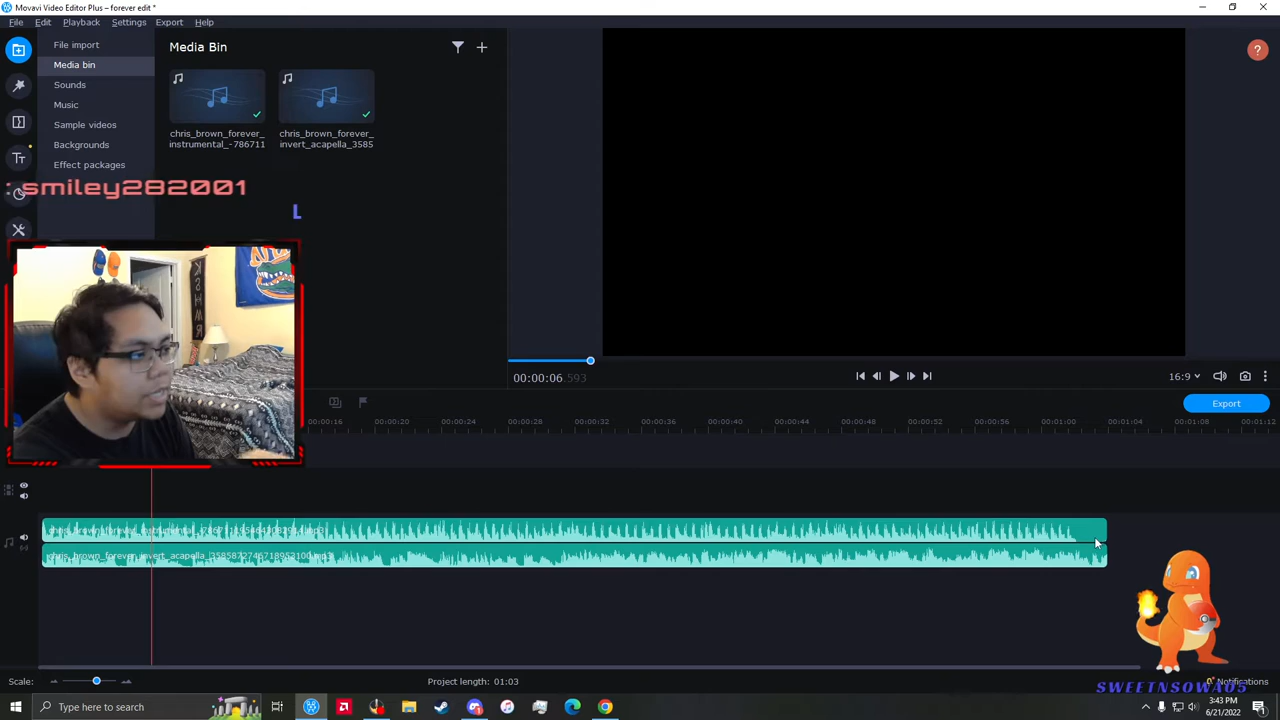 Movavi Video Editor Plus – forever edit *
File Edit Playback Settings Export Help
File import
Media bin
Sounds
Music
Sample videos
Backgrounds
Effect packages
Media Bin
chris_brown_forever_
instrumental_-786711
chris_brown_forever_
invert_acapella_3585
: smiley282001
L
00:00:06.593
16:9
Export
00:00:16 00:00:20 00:00:24 00:00:28 00:00:32 00:00:36 00:00:40 00:00:44 00:00:48 00:00:52 00:00:56 00:01:00 00:01:04 00:01:08 00:01:12
Scale:
Project length: 01:03
Notifications
SWEETNSOWA05
Type here to search
3:43 PM
6/21/2022